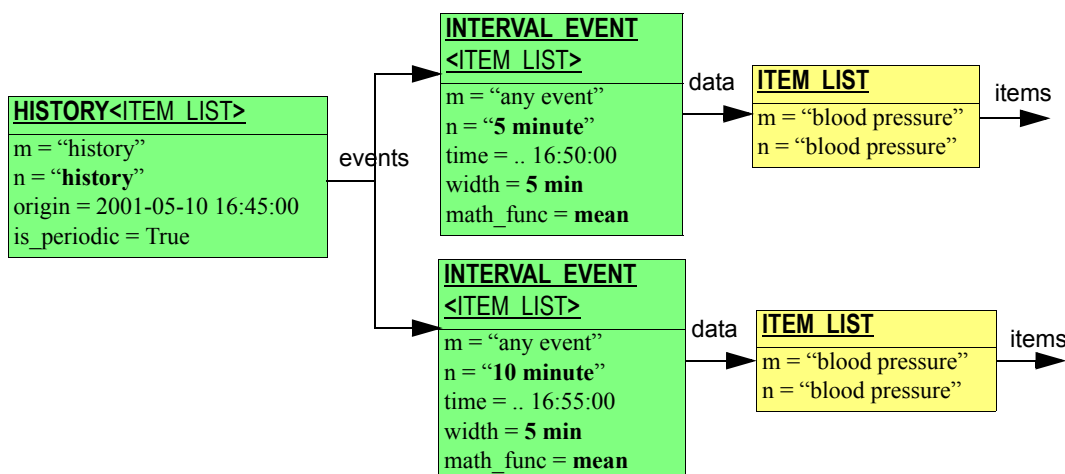 HISTORY<ITEM_LIST>
m = “history”
n = “history”
origin = 2001-05-10 16:45:00
is_periodic = True
events
INTERVAL_EVENT
<ITEM_LIST>
m = “any event”
n = “5 minute”
time = .. 16:50:00
width = 5 min
math_func = mean
data
ITEM_LIST
m = “blood pressure”
n = “blood pressure”
items
INTERVAL_EVENT
<ITEM_LIST>
m = “any event”
n = “10 minute”
time = .. 16:55:00
width = 5 min
math_func = mean
data
ITEM_LIST
m = “blood pressure”
n = “blood pressure”
items